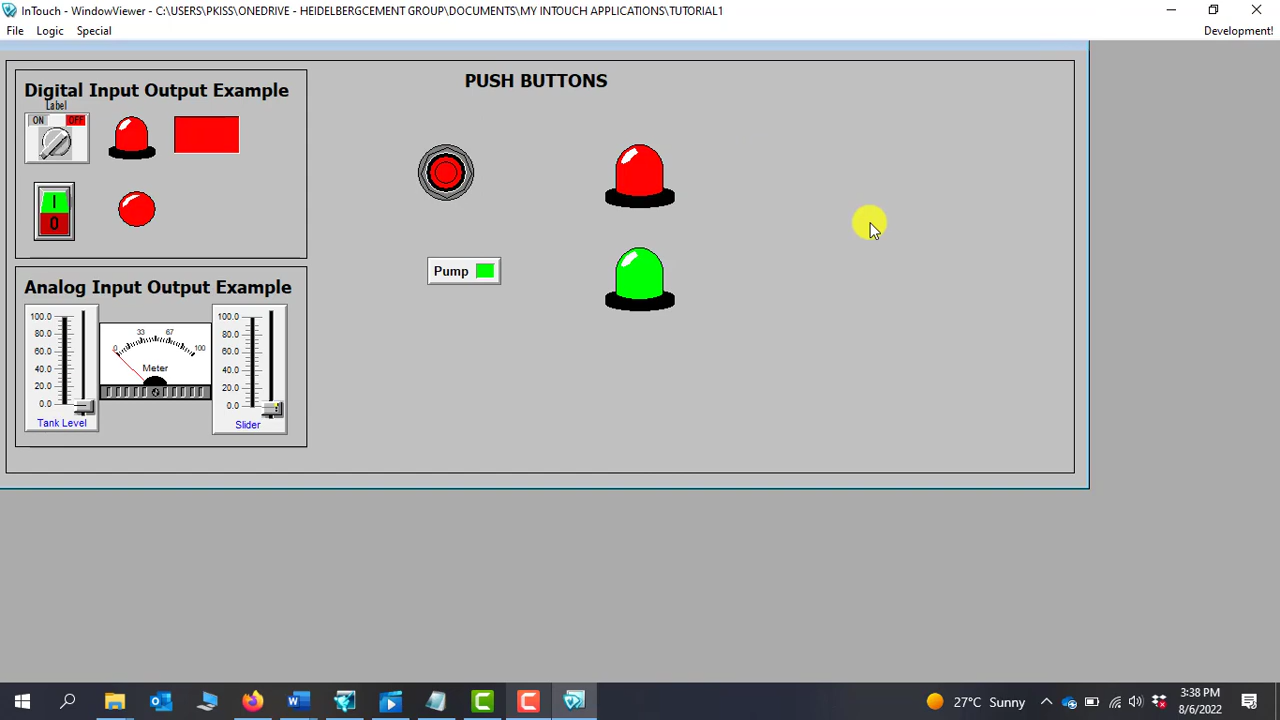 InTouch - WindowViewer - C:\USERS\PKISS\ONEDRIVE - HEIDELBERGCEMENT GROUP\DOCUMENTS\MY INTOUCH APPLICATIONS\TUTORIAL1
File Logic Special Development!
Digital Input Output Example
Label
ON OFF
I
0
PUSH BUTTONS
Pump
Analog Input Output Example
100.0
80.0
60.0
40.0
20.0
0.0
Tank Level
0 33 67 100
Meter
100.0
80.0
60.0
40.0
20.0
0.0
Slider
27°C Sunny
3:38 PM
8/6/2022